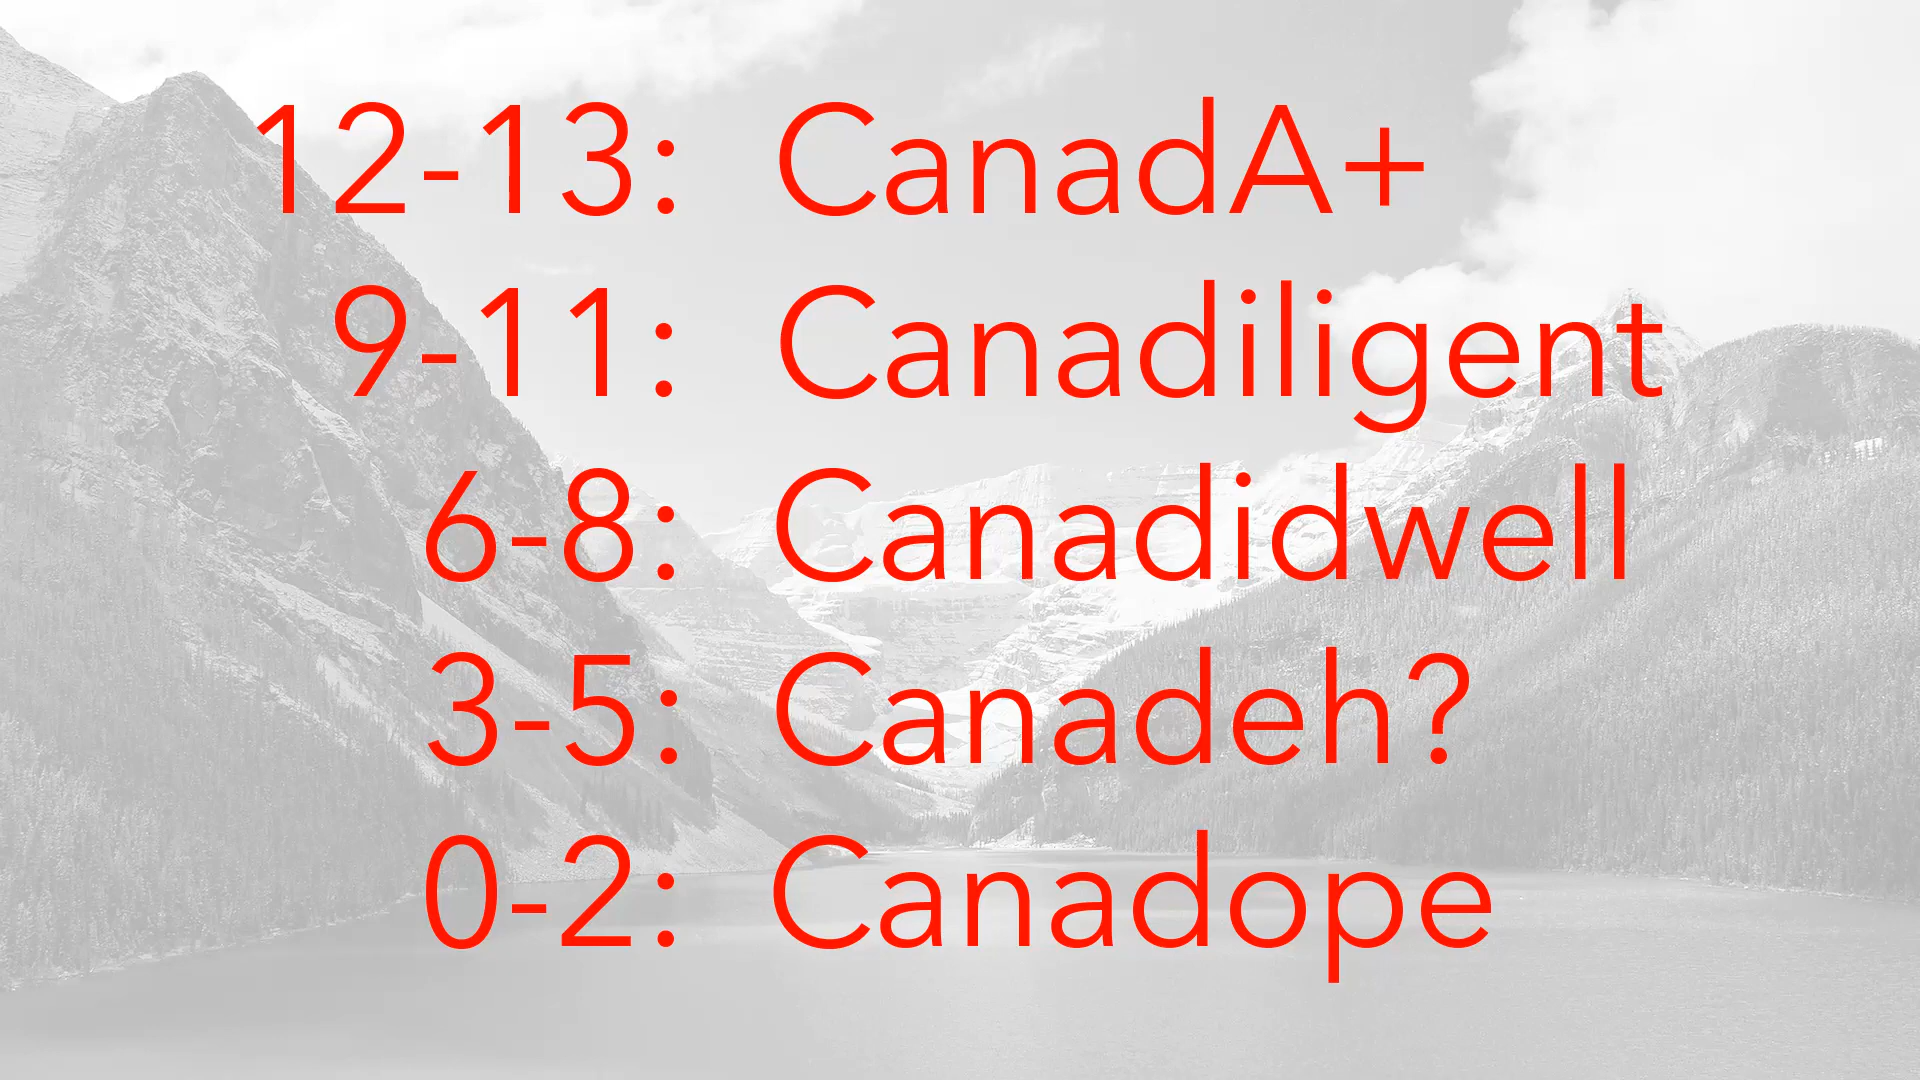 12-13: CanadA+
9-11: Canadiligent
6-8: Canadidwell
3-5: Canadeh?
0-2: Canadope